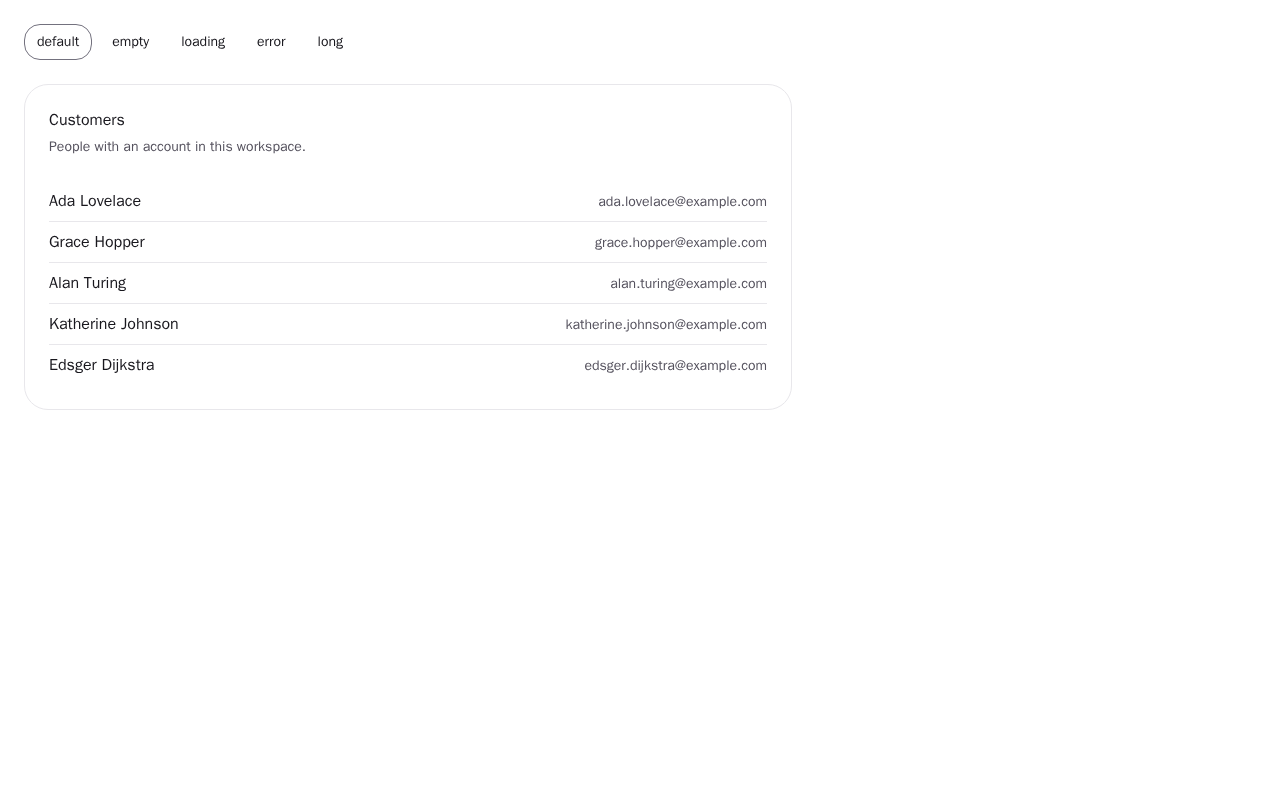 default empty loading error long
Customers
People with an account in this workspace.
Ada Lovelace ada.lovelace@example.com
Grace Hopper grace.hopper@example.com
Alan Turing alan.turing@example.com
Katherine Johnson katherine.johnson@example.com
Edsger Dijkstra edsger.dijkstra@example.com